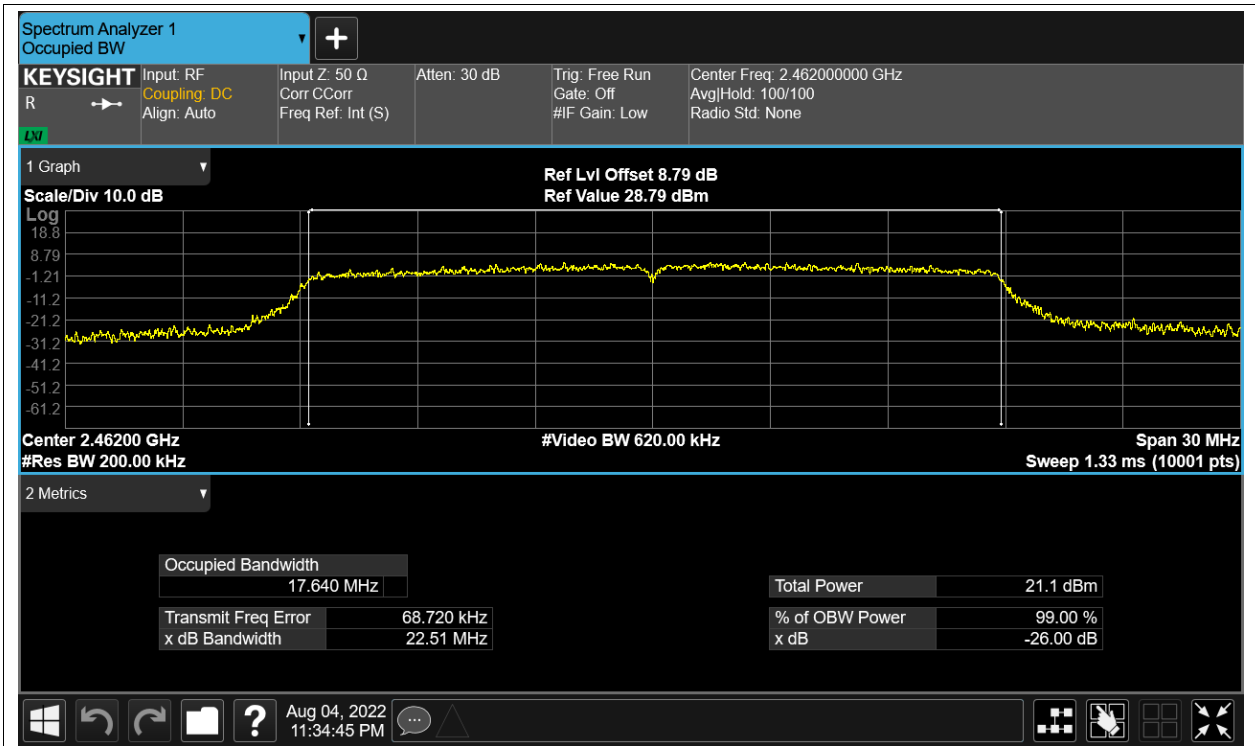 Spectrum Analyzer 1
Occupied BW
KEYSIGHT
R
LXI
Input: RF
Coupling: DC
Align: Auto
Input Z: 50 Ω
Corr CCorr
Freq Ref: Int (S)
Atten: 30 dB
Trig: Free Run
Gate: Off
#IF Gain: Low
Center Freq: 2.462000000 GHz
Avg|Hold: 100/100
Radio Std: None
1 Graph
Scale/Div 10.0 dB
Ref Lvl Offset 8.79 dB
Ref Value 28.79 dBm
Log
18.8
8.79
-1.21
-11.2
-21.2
-31.2
-41.2
-51.2
-61.2
Center 2.46200 GHz
#Video BW 620.00 kHz
Span 30 MHz
#Res BW 200.00 kHz
Sweep 1.33 ms (10001 pts)
2 Metrics
Occupied Bandwidth
17.640 MHz
Total Power 21.1 dBm
Transmit Freq Error 68.720 kHz
% of OBW Power 99.00 %
x dB Bandwidth 22.51 MHz
x dB -26.00 dB
?
Aug 04, 2022
11:34:45 PM